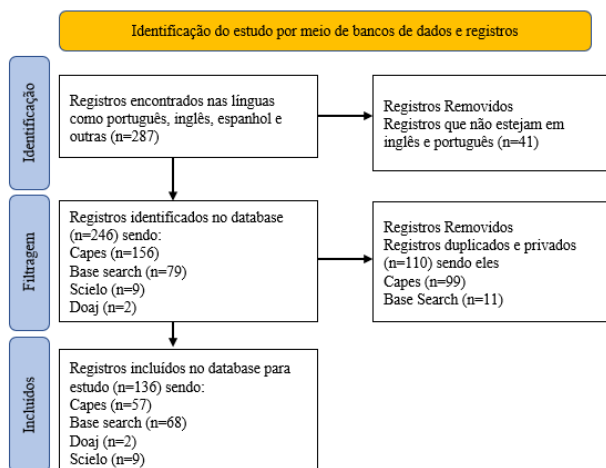 Identificação do estudo por meio de bancos de dados e registros
Identificação
Registros encontrados nas línguas
como português, inglês, espanhol e
outras (n=287)
Registros Removidos
Registros que não estejam em
inglês e português (n=41)
Filtragem
Registros identificados no database
(n=246) sendo:
Capes (n=156)
Base search (n=79)
Scielo (n=9)
Doaj (n=2)
Registros Removidos
Registros duplicados e privados
(n=110) sendo eles
Capes (n=99)
Base Search (n=11)
Incluídos
Registros incluídos no database para
estudo (n=136) sendo:
Capes (n=57)
Base search (n=68)
Doaj (n=2)
Scielo (n=9)